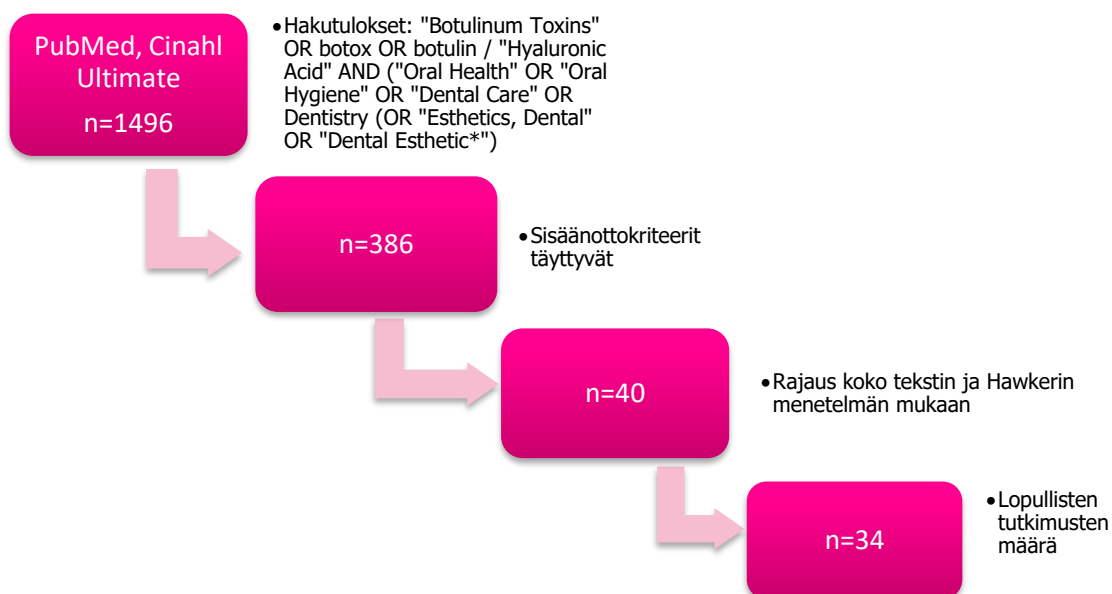 PubMed, Cinahl
Ultimate
n=1496
•Hakutulokset: "Botulinum Toxins"
OR botox OR botulin / "Hyaluronic
Acid" AND ("Oral Health" OR "Oral
Hygiene" OR "Dental Care" OR
Dentistry (OR "Esthetics, Dental"
OR "Dental Esthetic*")
n=386
•Sisäänottokriteerit
täyttyvät
n=40
•Rajaus koko tekstin ja Hawkerin
menetelmän mukaan
n=34
•Lopullisten
tutkimusten
määrä